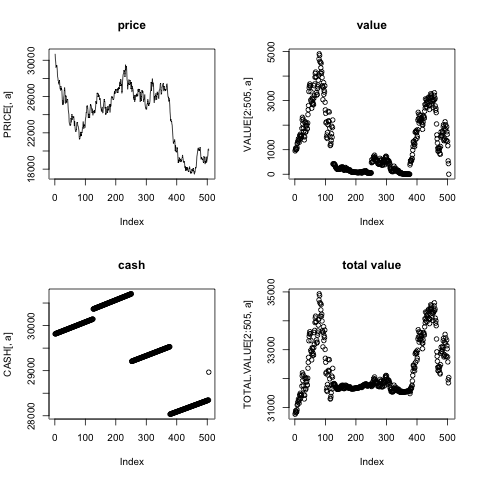 price
PRICE[, a]
18000 22000 26000 30000
0 100 200 300 400 500
Index
value
VALUE[2:505, a]
0 1000 3000 5000
0 100 200 300 400 500
Index
cash
CASH[, a]
28000 29000 30000
0 100 200 300 400 500
Index
total value
TOTAL.VALUE[2:505, a]
31000 33000 35000
0 100 200 300 400 500
Index